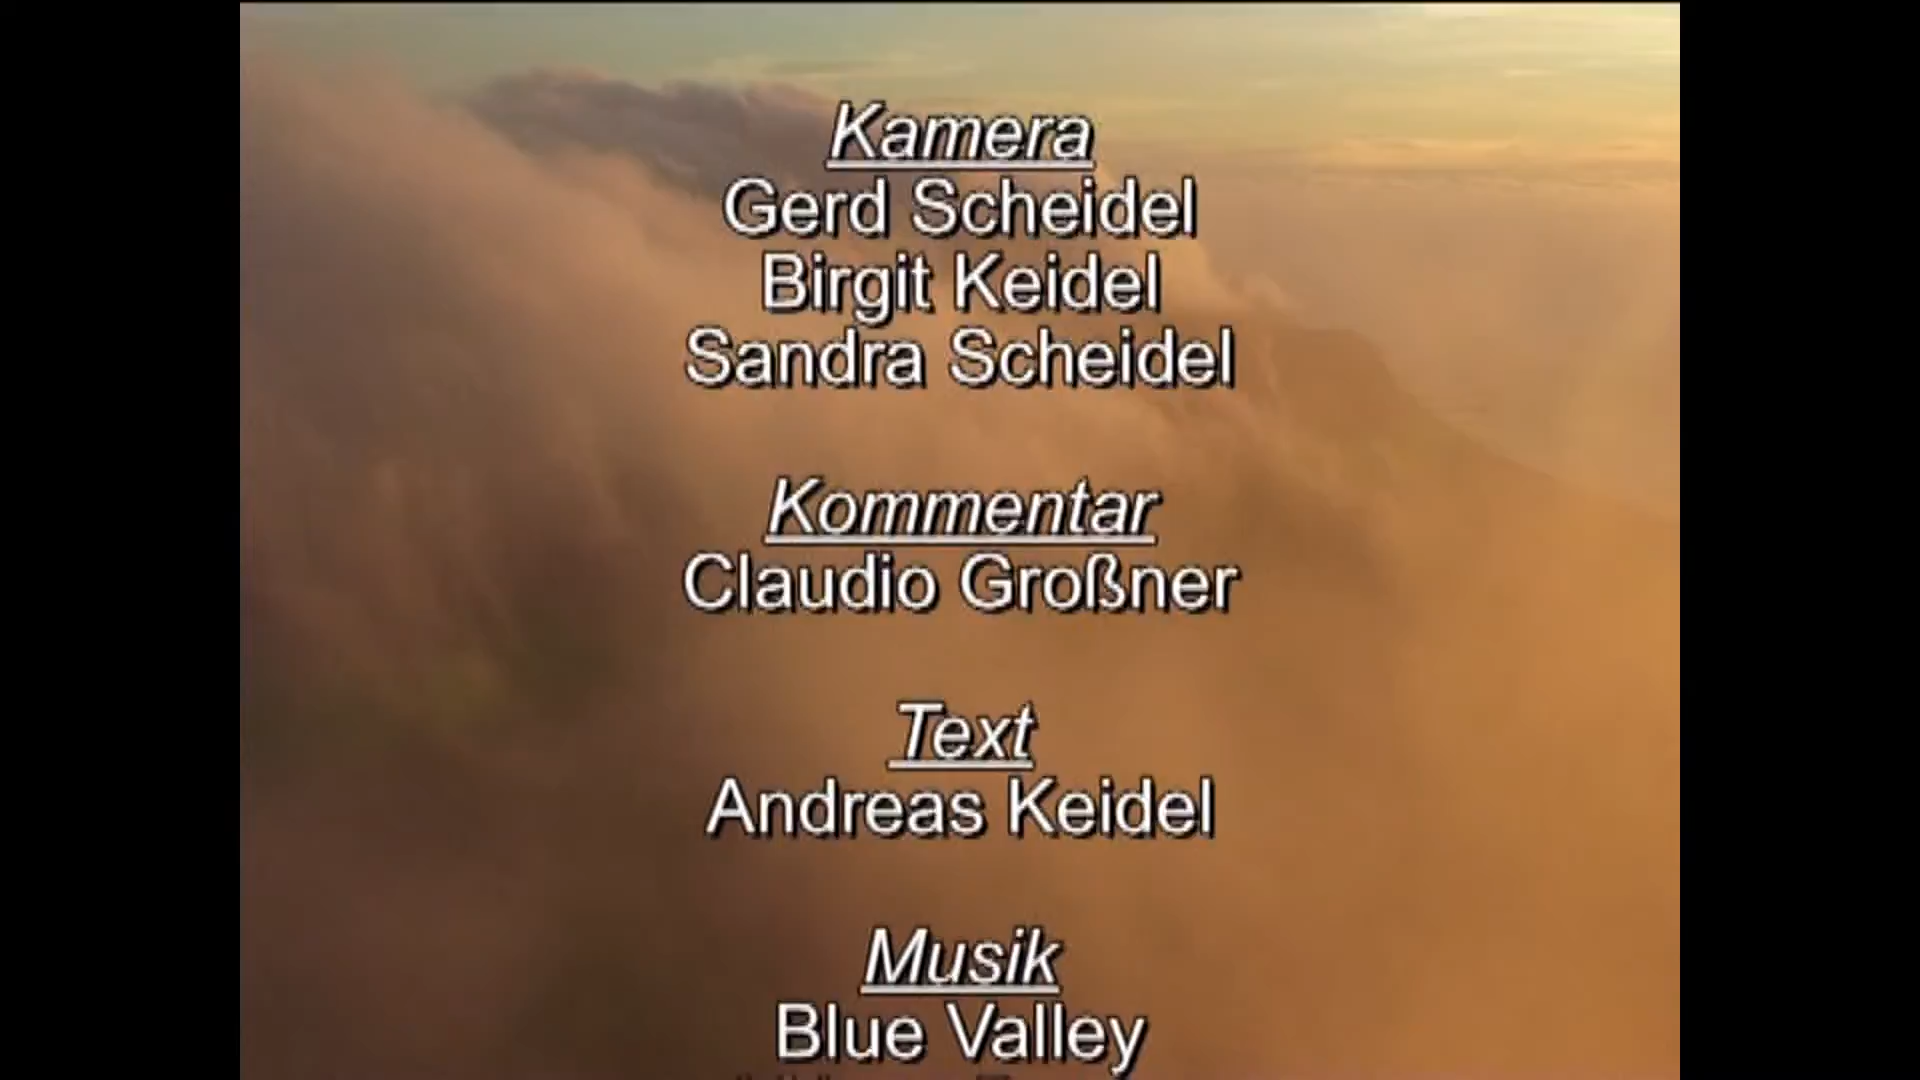 Kamera
Gerd Scheidel
Birgit Keidel
Sandra Scheidel
Kommentar
Claudio Großner
Text
Andreas Keidel
Musik
Blue Valley